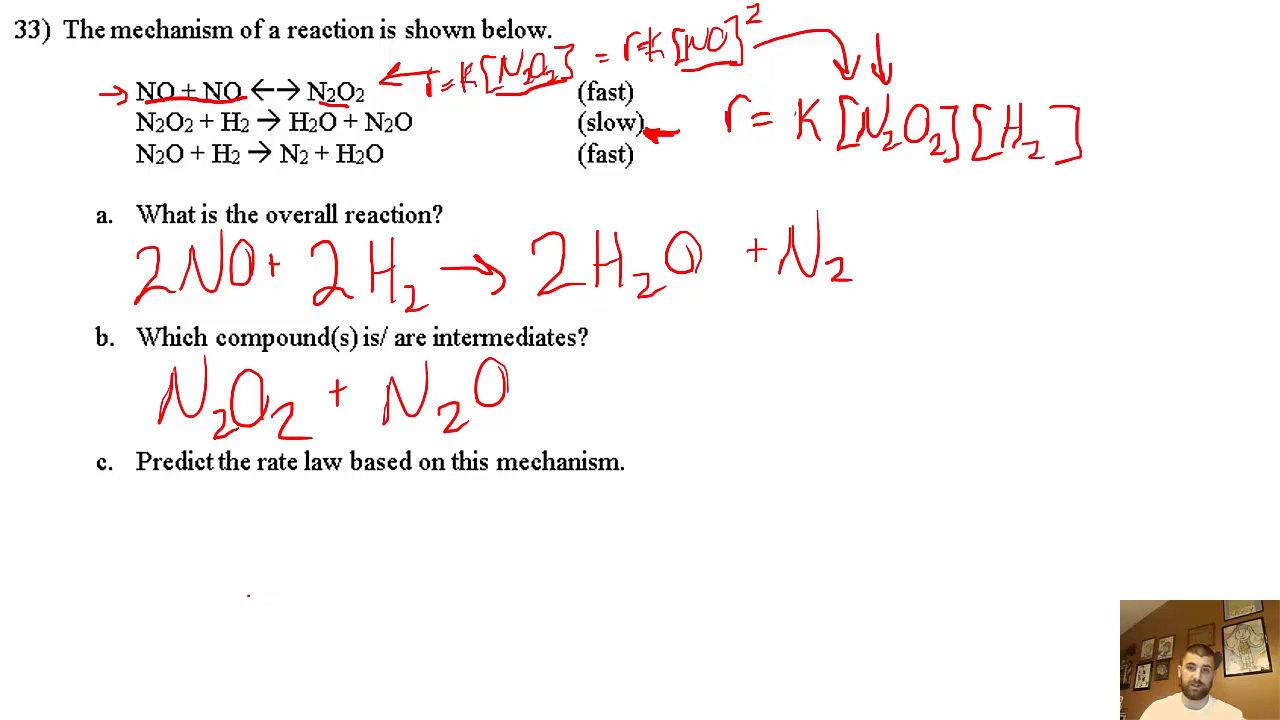 33) The mechanism of a reaction is shown below.
r=K[N₂O₂] = r=K[NO]²
NO + NO ←→ N₂O₂ (fast)
N₂O₂ + H₂ → H₂O + N₂O (slow)
r = K[N₂O₂][H₂]
N₂O + H₂ → N₂ + H₂O (fast)
a. What is the overall reaction?
2NO + 2H₂ → 2H₂O + N₂
b. Which compound(s) is/ are intermediates?
N₂O₂ + N₂O
c. Predict the rate law based on this mechanism.